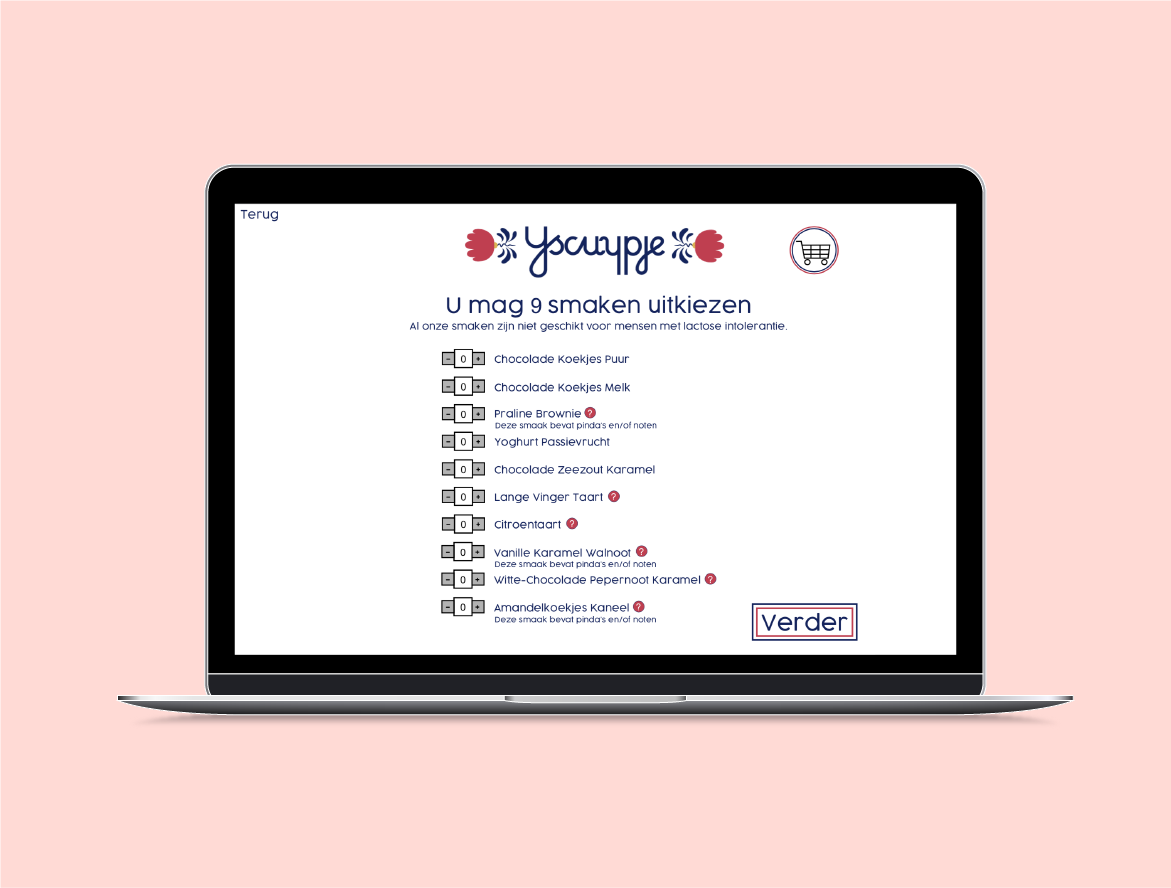 Terug
Yscuypje
U mag 9 smaken uitkiezen
Al onze smaken zijn niet geschikt voor mensen met lactose intolerantie.
- 0 + Chocolade Koekjes Puur
- 0 + Chocolade Koekjes Melk
- 0 + Praline Brownie ?
Deze smaak bevat pinda's en/of noten
- 0 + Yoghurt Passievrucht
- 0 + Chocolade Zeezout Karamel
- 0 + Lange Vinger Taart ?
- 0 + Citroentaart ?
- 0 + Vanille Karamel Walnoot ?
Deze smaak bevat pinda's en/of noten
- 0 + Witte-Chocolade Pepernoot Karamel ?
- 0 + Amandelkoekjes Kaneel ?
Deze smaak bevat pinda's en/of noten
Verder